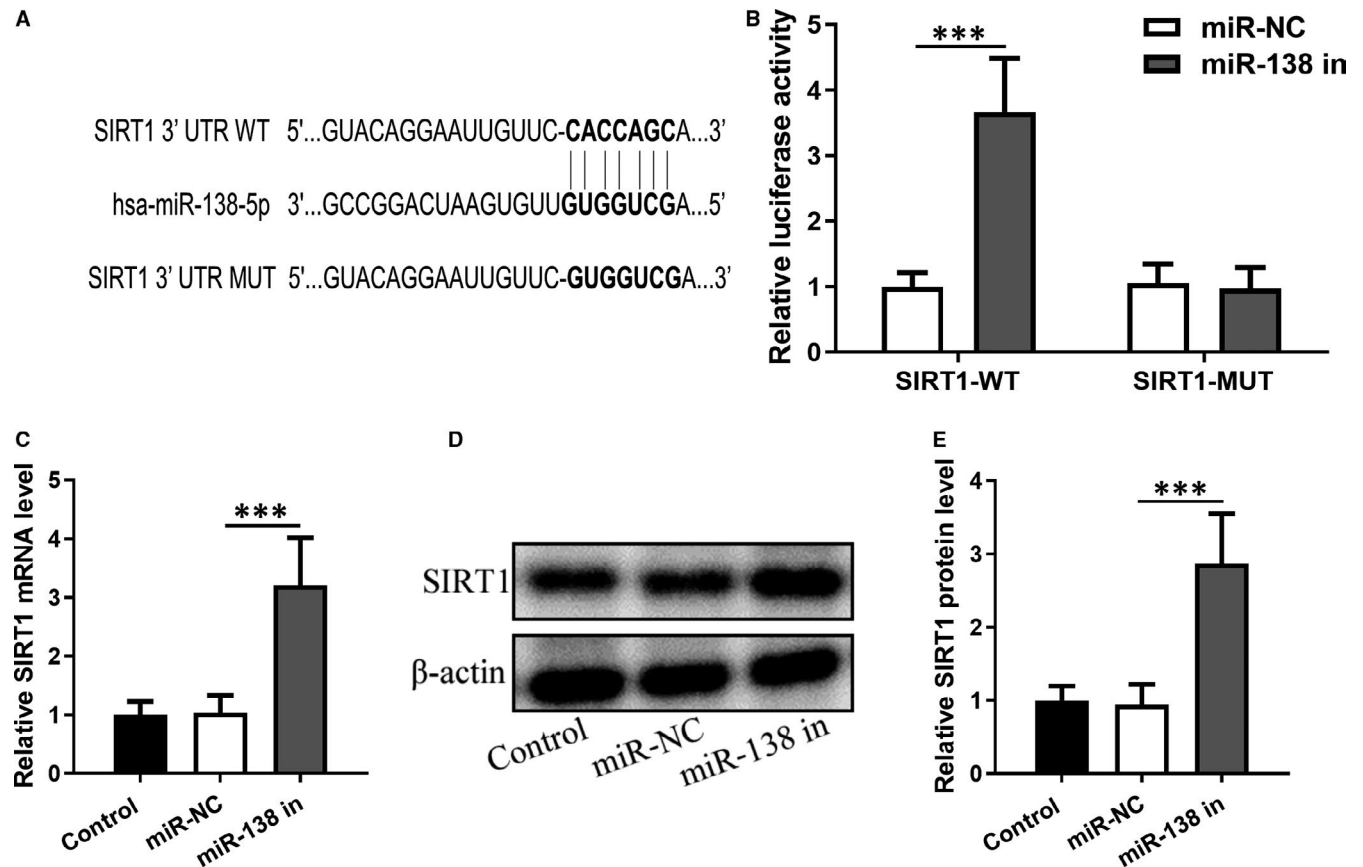 A
SIRT1 3' UTR WT 5'...GUACAGGAAUUGUUC-CACCAGCA...3'
hsa-miR-138-5p 3'...GCCGGACUAAGUGUUGUGGUCGA...5'
SIRT1 3' UTR MUT 5'...GUACAGGAAUUGUUC-GUGGUCGA...3'
B
Relative luciferase activity
5
4
3
2
1
0
***
miR-NC
miR-138 in
SIRT1-WT
SIRT1-MUT
C
Relative SIRT1 mRNA level
5
4
3
2
1
0
***
Control
miR-NC
miR-138 in
D
SIRT1
β-actin
Control
miR-NC
miR-138 in
E
Relative SIRT1 protein level
4
3
2
1
0
***
Control
miR-NC
miR-138 in